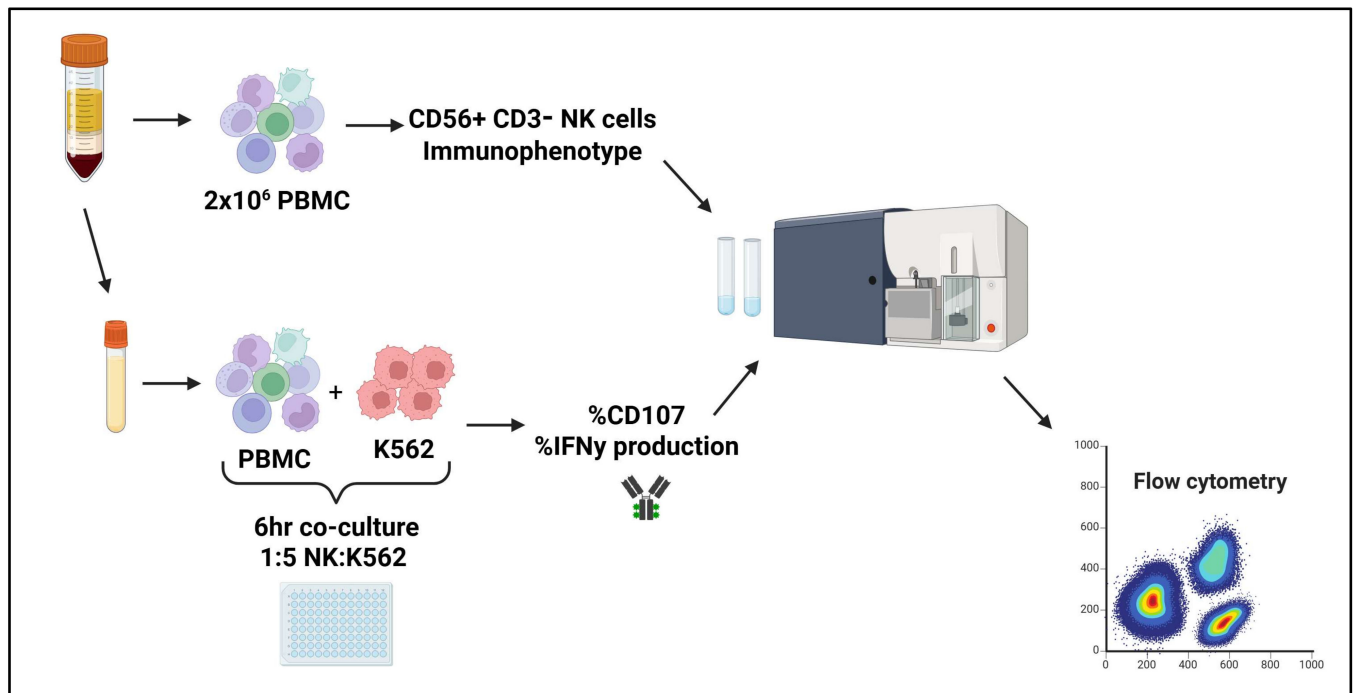 CD56+ CD3- NK cells
Immunophenotype
2x10⁶ PBMC
PBMC
+
K562
6hr co-culture
1:5 NK:K562
%CD107
%IFNy production
Flow cytometry
1000
800
600
400
200
0
0 200 400 600 800 1000